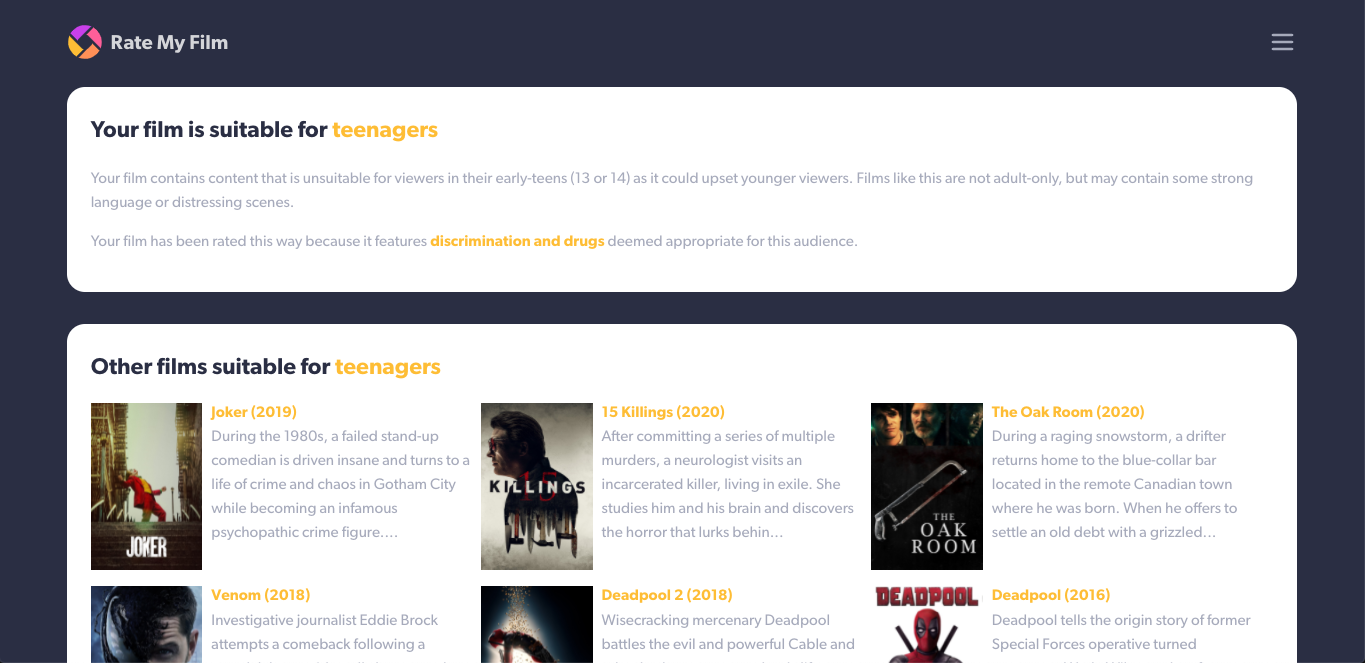 Rate My Film
Your film is suitable for teenagers
Your film contains content that is unsuitable for viewers in their early-teens (13 or 14) as it could upset younger viewers. Films like this are not adult-only, but may contain some strong
language or distressing scenes.
Your film has been rated this way because it features discrimination and drugs deemed appropriate for this audience.
Other films suitable for teenagers
JOKER
Joker (2019)
During the 1980s, a failed stand-up
comedian is driven insane and turns to a
life of crime and chaos in Gotham City
while becoming an infamous
psychopathic crime figure....
15
KILLINGS
15 Killings (2020)
After committing a series of multiple
murders, a neurologist visits an
incarcerated killer, living in exile. She
studies him and his brain and discovers
the horror that lurks behin...
THE
OAK
ROOM
The Oak Room (2020)
During a raging snowstorm, a drifter
returns home to the blue-collar bar
located in the remote Canadian town
where he was born. When he offers to
settle an old debt with a grizzled...
Venom (2018)
Investigative journalist Eddie Brock
attempts a comeback following a
Deadpool 2 (2018)
Wisecracking mercenary Deadpool
battles the evil and powerful Cable and
DEADPOOL
Deadpool (2016)
Deadpool tells the origin story of former
Special Forces operative turned